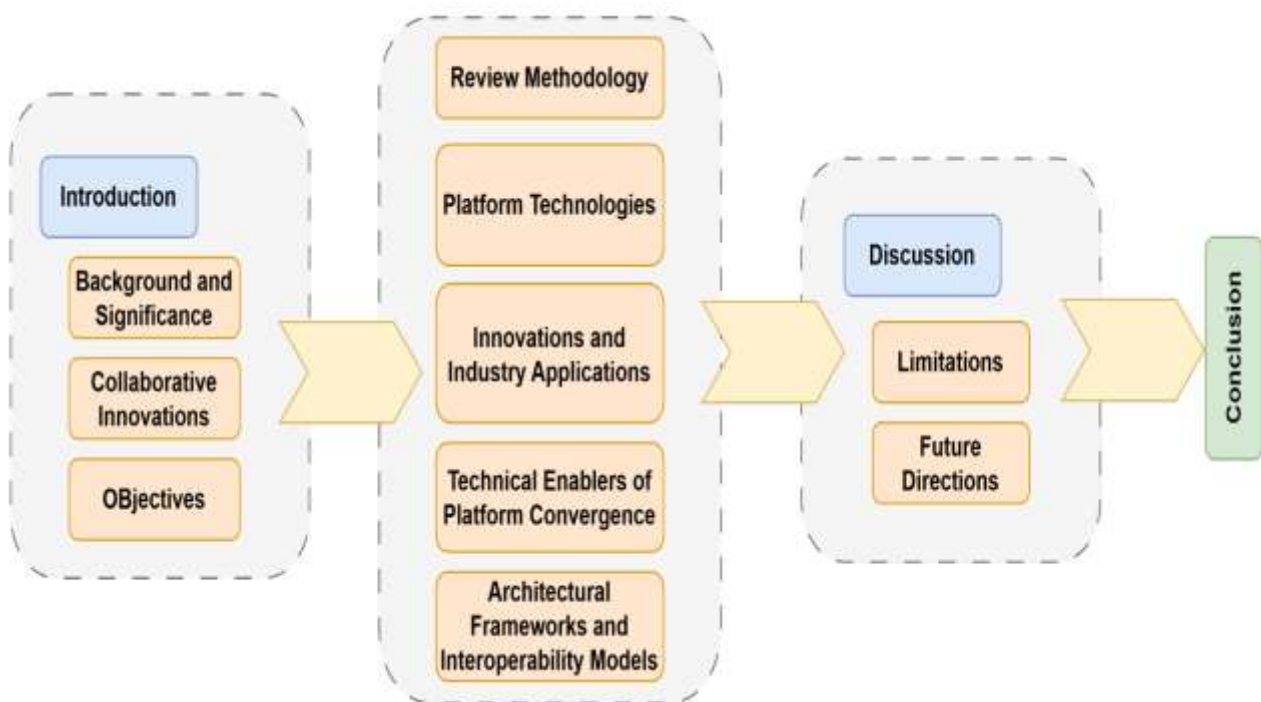 Introduction
Background and
Significance
Collaborative
Innovations
OBjectives
Review Methodology
Platform Technologies
Innovations and
Industry Applications
Technical Enablers of
Platform Convergence
Architectural
Frameworks and
Interoperability Models
Discussion
Limitations
Future
Directions
Conclusion